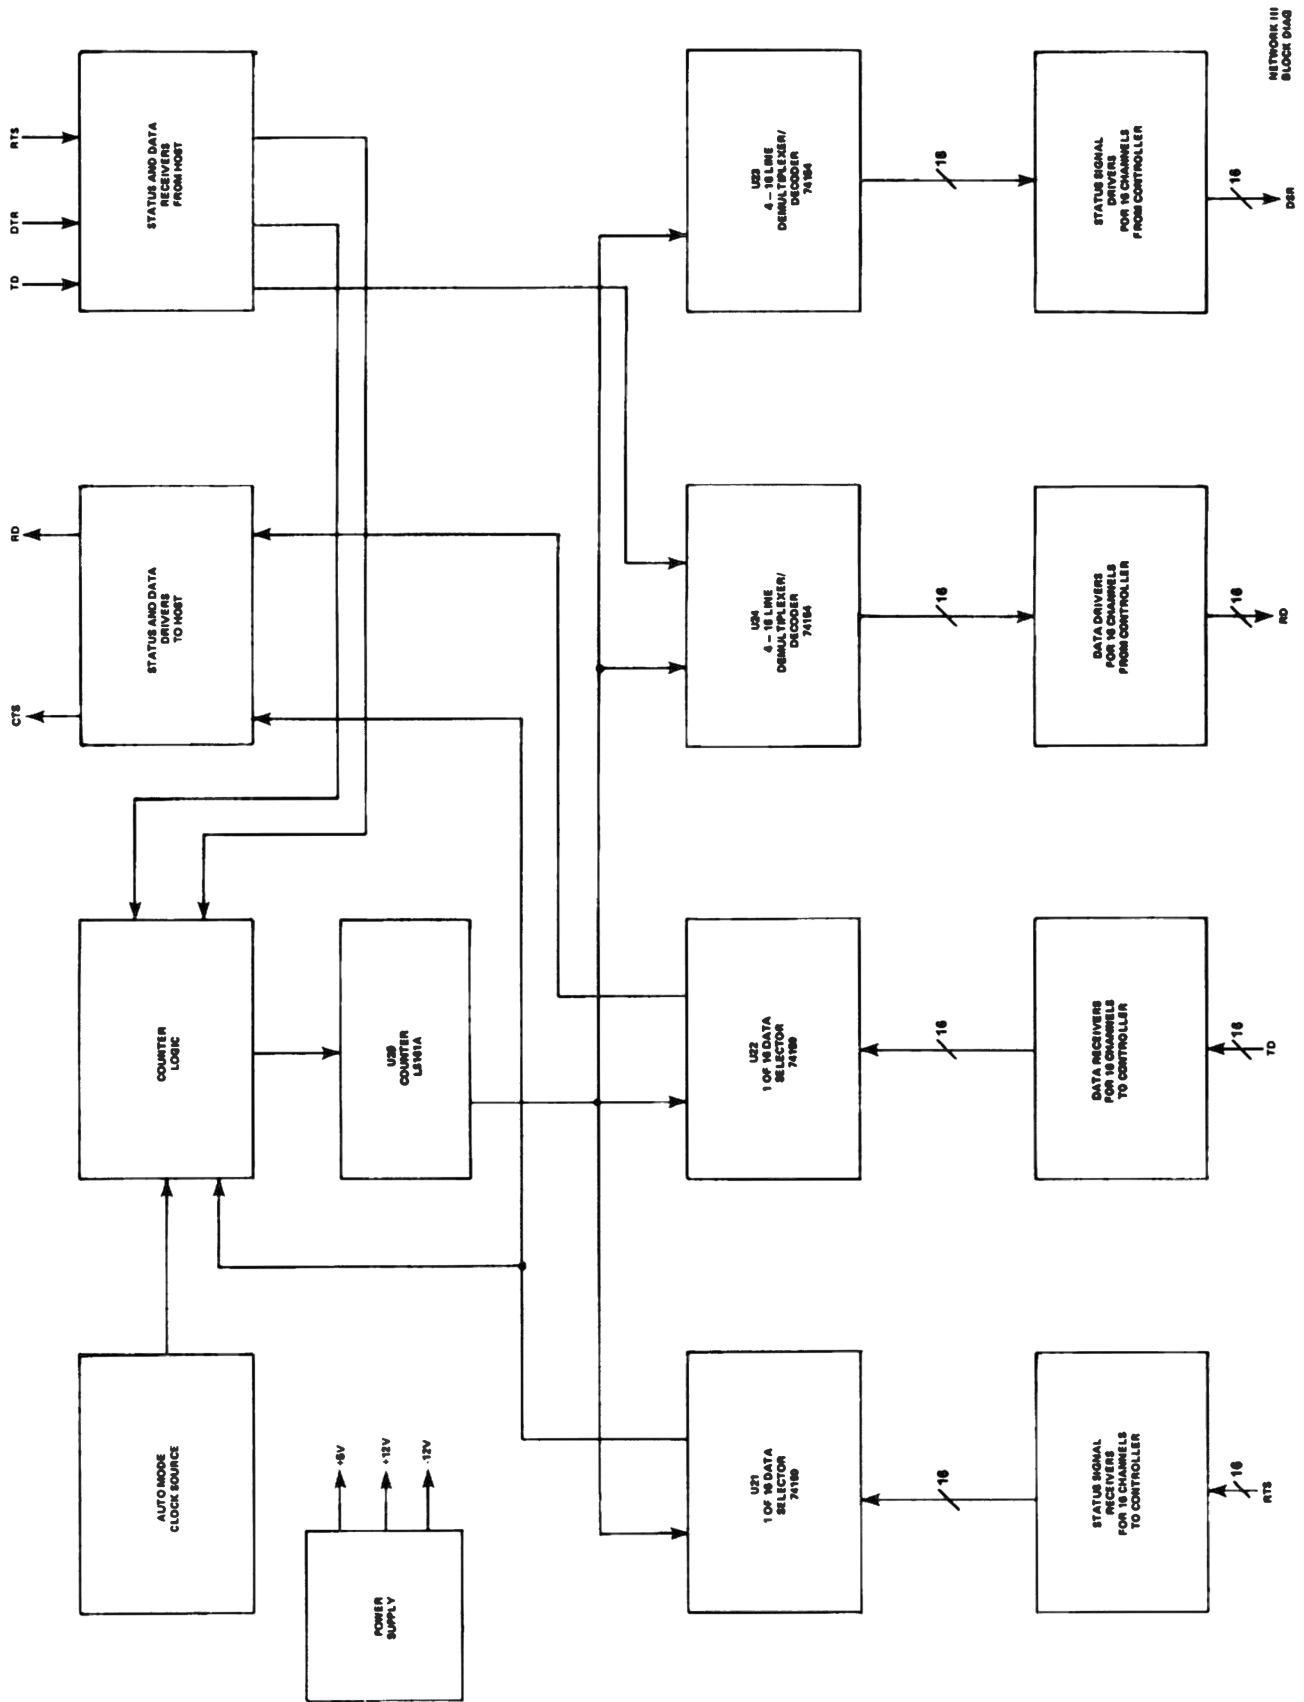 AUTO MODE
CLOCK SOURCE
COUNTER
LOGIC
CTS
RD
STATUS AND DATA
DRIVERS
TO HOST
TD
DTR
RTS
STATUS AND DATA
RECEIVERS
FROM HOST
POWER
SUPPLY
+5V
+12V
-12V
COUNTER
LS161A
U21
1 OF 16 DATA
SELECTOR
74150
U22
1 OF 16 DATA
SELECTOR
74150
U24
4 – 16 LINE
DEMULTIPLEXER/
DECODER
74154
U23
4 – 16 LINE
DEMULTIPLEXER/
DECODER
74154
16
16
16
16
STATUS SIGNAL
RECEIVERS
FOR 16 CHANNELS
TO CONTROLLER
DATA RECEIVERS
FOR 16 CHANNELS
TO CONTROLLER
DATA DRIVERS
FOR 16 CHANNELS
FROM CONTROLLER
STATUS SIGNAL
DRIVERS
FOR 16 CHANNELS
FROM CONTROLLER
16
RTS
16
TD
16
RD
16
DSR
NETWORK III
BLOCK DIAG